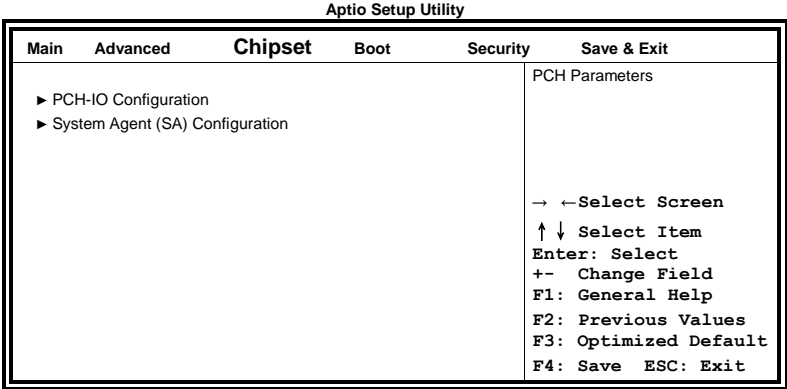 Aptio Setup Utility
Main Advanced Chipset Boot Security Save & Exit
PCH Parameters
► PCH-IO Configuration
► System Agent (SA) Configuration
→ ←Select Screen
↑↓ Select Item
Enter: Select
+- Change Field
F1: General Help
F2: Previous Values
F3: Optimized Default
F4: Save ESC: Exit